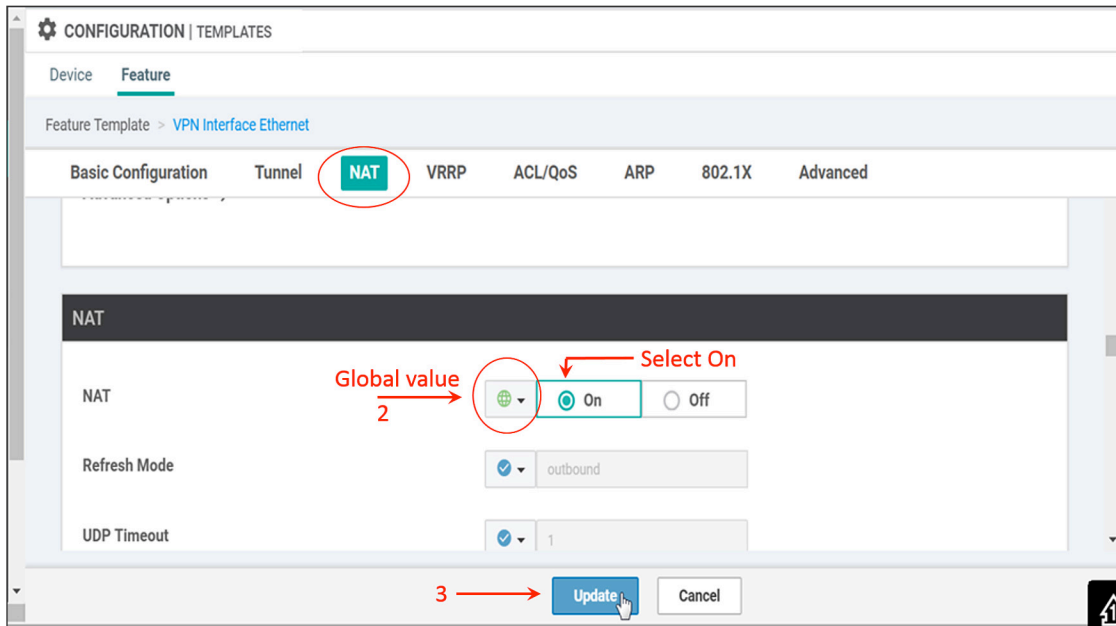 CONFIGURATION | TEMPLATES
Device Feature
Feature Template > VPN Interface Ethernet
Basic Configuration Tunnel NAT VRRP ACL/QoS ARP 802.1X Advanced
NAT
Select On
Global value
2
NAT On Off
Refresh Mode outbound
UDP Timeout 1
3 Update Cancel